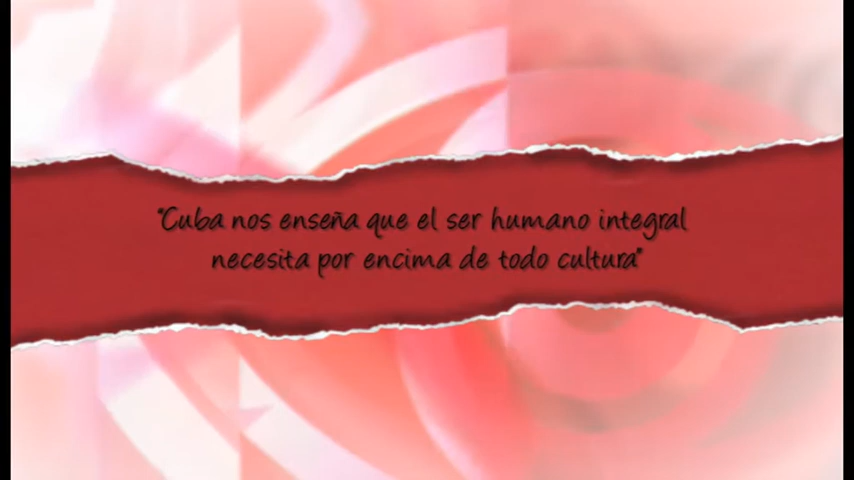 "Cuba nos enseña que el ser humano integral
necesita por encima de todo cultura"